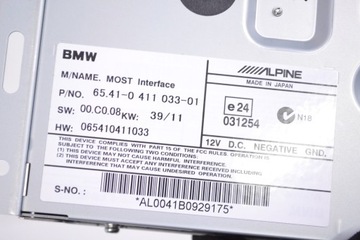 BMW
M/NAME. MOST Interface
P/NO. 65.41-0 411 033-01
SW: 00.C0.08 KW: 39/11
HW: 065410411033
ALPINE
MADE IN JAPAN
e24
031254
N18
12V D.C. NEGATIVE GND.
THIS DEVICE COMPLIES WITH PART 15 OF THE FCC RULES. OPERATION IS
SUBJECT TO THE FOLLOWING TWO CONDITIONS:
(1) THIS DEVICE MAY NOT CAUSE HARMFUL INTERFERENCE
(2) THIS DEVICE MUST ACCEPT ANY INTERFERENCE
RECEIVED, INCLUDING INTERFERENCE THAT MAY
CAUSE UNDESIRED OPERATION.
S-NO.:
*AL0041B0929175*